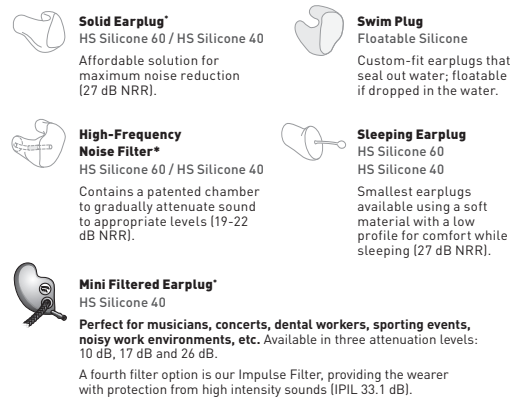 Solid Earplug*
HS Silicone 60 / HS Silicone 40
Affordable solution for
maximum noise reduction
(27 dB NRR).
Swim Plug
Floatable Silicone
Custom-fit earplugs that
seal out water; floatable
if dropped in the water.
High-Frequency
Noise Filter*
HS Silicone 60 / HS Silicone 40
Contains a patented chamber
to gradually attenuate sound
to appropriate levels (19-22
dB NRR).
Sleeping Earplug
HS Silicone 60
HS Silicone 40
Smallest earplugs
available using a soft
material with a low
profile for comfort while
sleeping (27 dB NRR).
Mini Filtered Earplug*
HS Silicone 40
Perfect for musicians, concerts, dental workers, sporting events,
noisy work environments, etc. Available in three attenuation levels:
10 dB, 17 dB and 26 dB.
A fourth filter option is our Impulse Filter, providing the wearer
with protection from high intensity sounds (IPIL 33.1 dB).